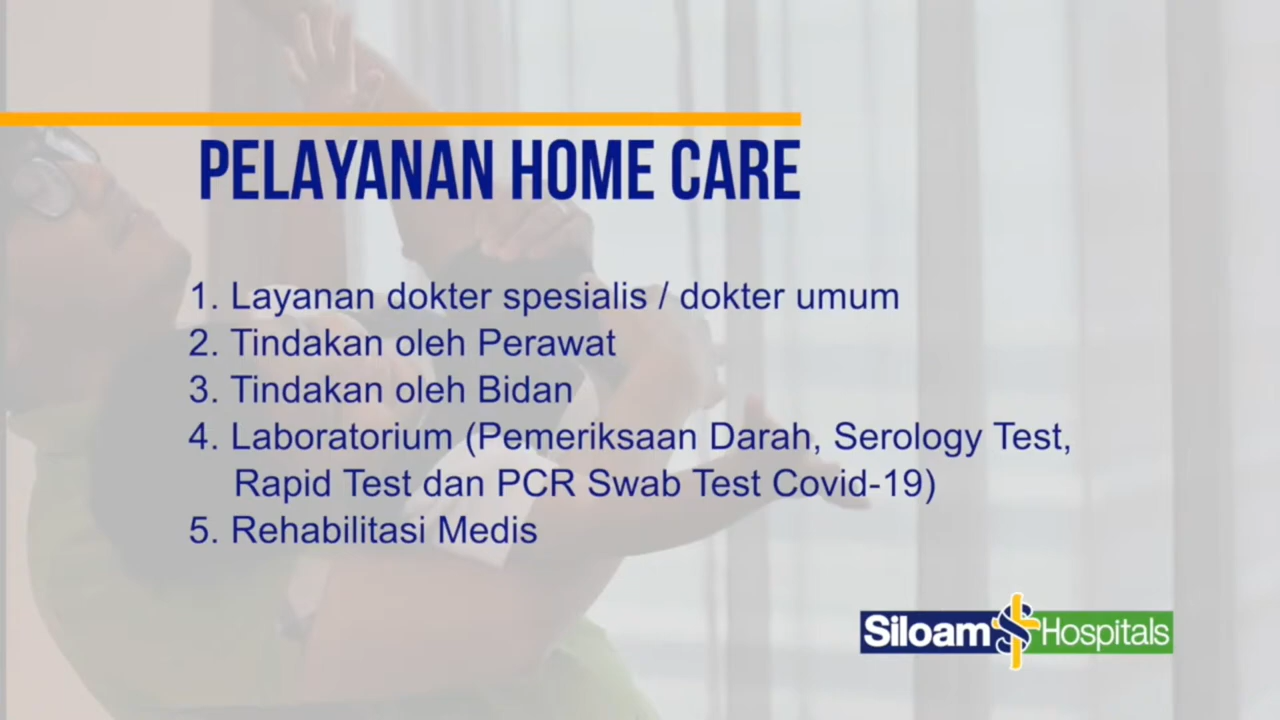 PELAYANAN HOME CARE
1. Layanan dokter spesialis / dokter umum
2. Tindakan oleh Perawat
3. Tindakan oleh Bidan
4. Laboratorium (Pemeriksaan Darah, Serology Test,
Rapid Test dan PCR Swab Test Covid-19)
5. Rehabilitasi Medis
Siloam Hospitals